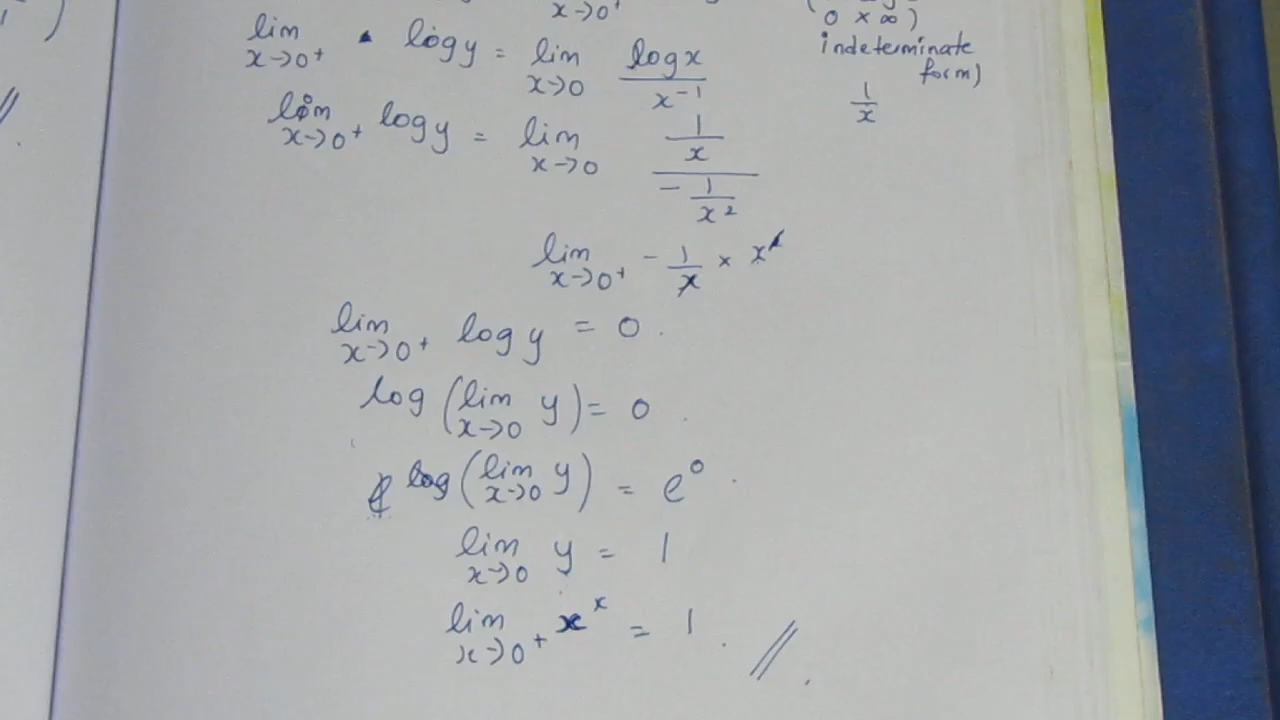 x→0⁺
0 × ∞)
lim x→0⁺ log y = lim x→0 log x / x⁻¹
indeterminate
form)
1/x
lim x→0⁺ log y = lim x→0 (1/x) / (- 1/x²)
lim x→0⁺ - 1/x × x²
lim x→0⁺ log y = 0.
log (lim x→0 y) = 0.
e^log (lim x→0 y) = e⁰.
lim x→0 y = 1
lim x→0⁺ xˣ = 1. //